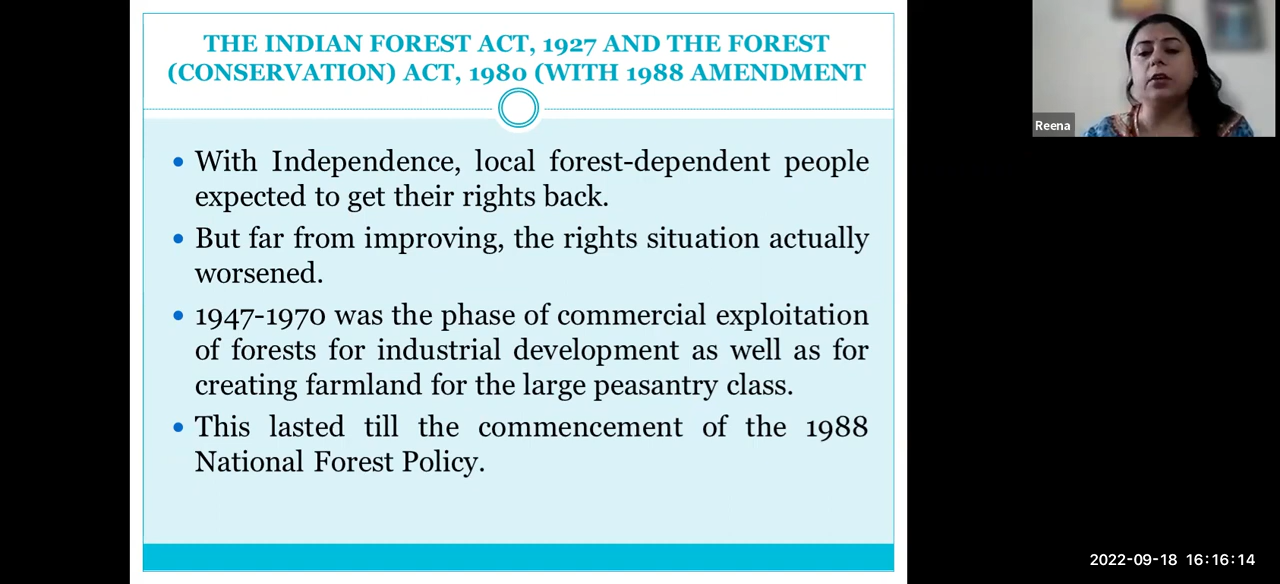 THE INDIAN FOREST ACT, 1927 AND THE FOREST
(CONSERVATION) ACT, 1980 (WITH 1988 AMENDMENT
• With Independence, local forest-dependent people
expected to get their rights back.
• But far from improving, the rights situation actually
worsened.
• 1947-1970 was the phase of commercial exploitation
of forests for industrial development as well as for
creating farmland for the large peasantry class.
• This lasted till the commencement of the 1988
National Forest Policy.
Reena
2022-09-18 16:16:14